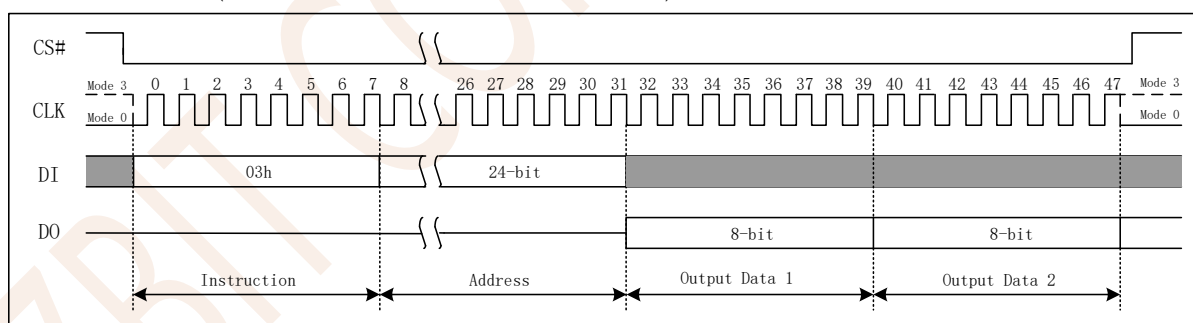 CS#
Mode 3 0 1 2 3 4 5 6 7 8 26 27 28 29 30 31 32 33 34 35 36 37 38 39 40 41 42 43 44 45 46 47 Mode 3
CLK
Mode 0 Mode 0
DI 03h 24-bit
DO 8-bit 8-bit
Instruction Address Output Data 1 Output Data 2